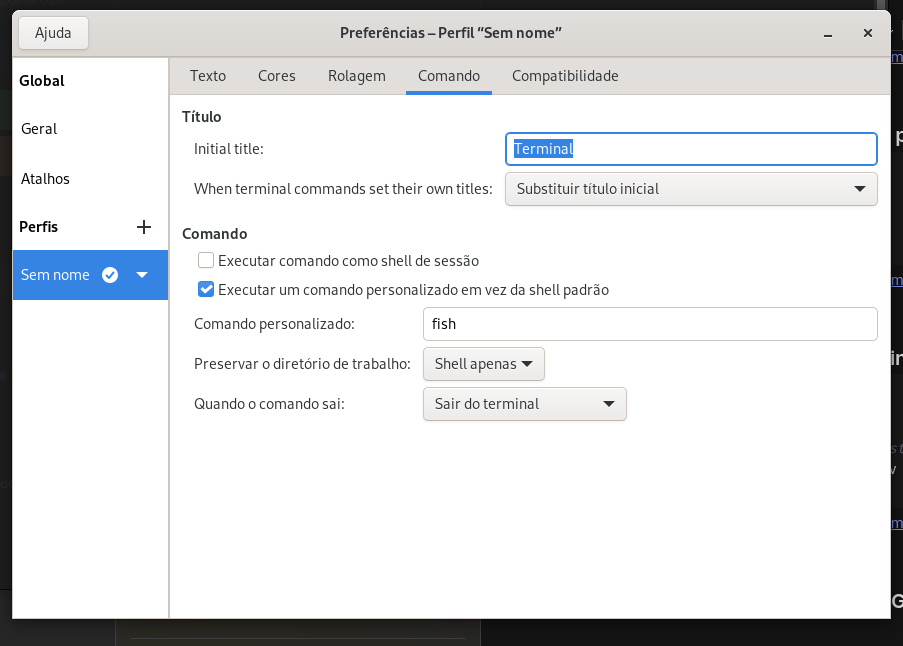 Ajuda
Preferências – Perfil “Sem nome”
Global
Geral
Atalhos
Perfis
Sem nome
Texto Cores Rolagem Comando Compatibilidade
Título
Initial title: Terminal
When terminal commands set their own titles: Substituir título inicial
Comando
Executar comando como shell de sessão
Executar um comando personalizado em vez da shell padrão
Comando personalizado: fish
Preservar o diretório de trabalho: Shell apenas
Quando o comando sai: Sair do terminal